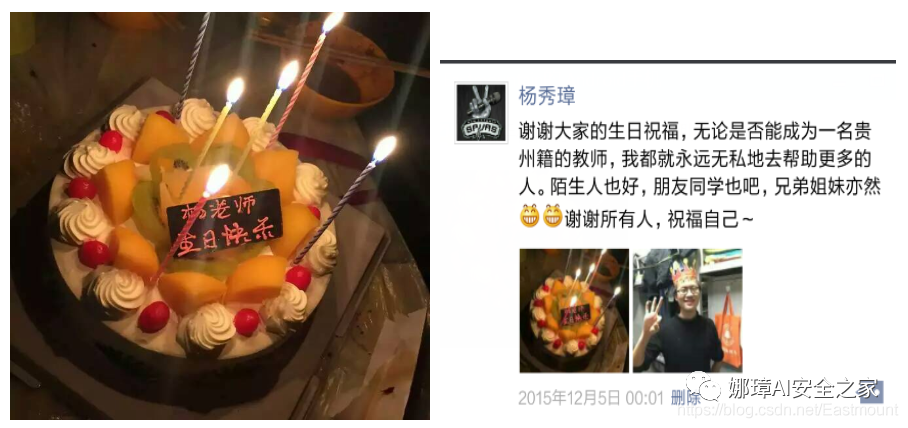 杨老师
生日快乐
杨秀璋
SPURS
谢谢大家的生日祝福，无论是否能成为一名贵
州籍的教师，我都就永远无私地去帮助更多的
人。陌生人也好，朋友同学也吧，兄弟姐妹亦然
谢谢所有人，祝福自己～
2015年12月5日 00:01 删除
娜璋AI安全之家
https://blog.csdn.net/Eastmount